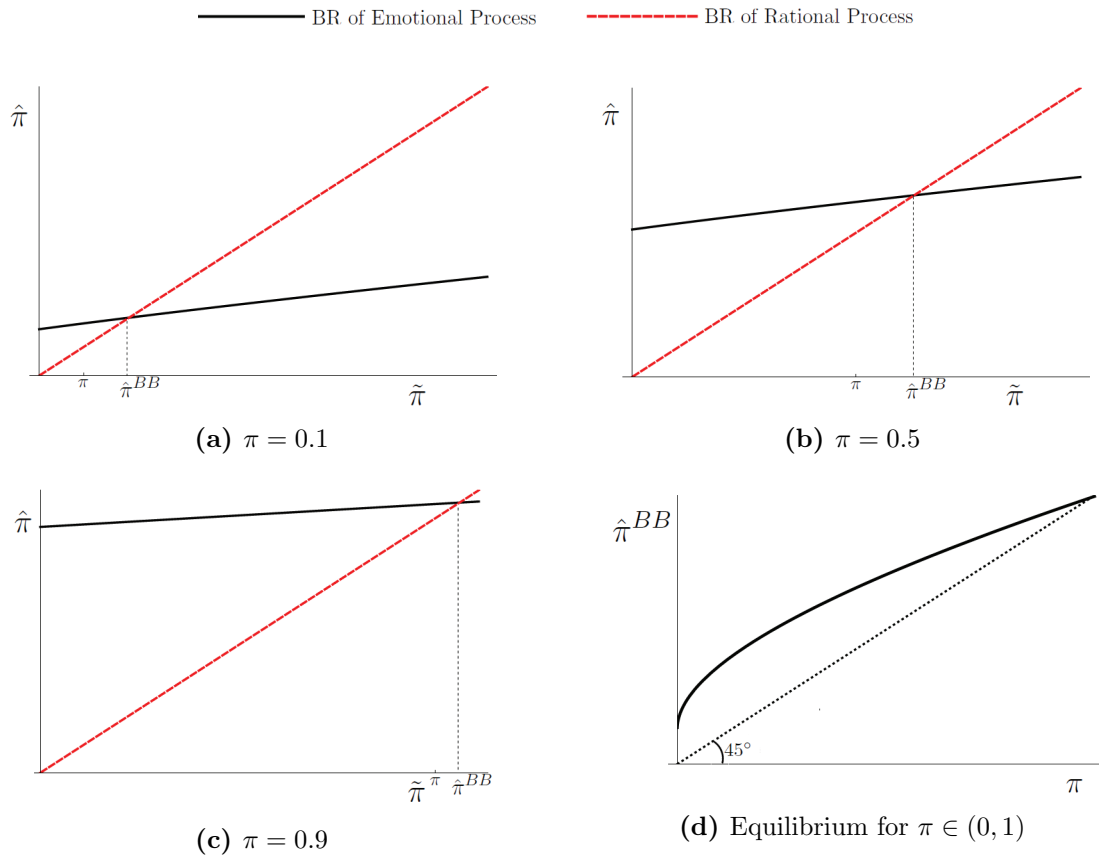 BR of Emotional Process BR of Rational Process
π̂
π π̂^{BB} π̃
(a) π = 0.1
π̂
π π̂^{BB} π̃
(b) π = 0.5
π̂
π̃ π π̂^{BB}
(c) π = 0.9
π̂^{BB}
45°
π
(d) Equilibrium for π ∈ (0, 1)